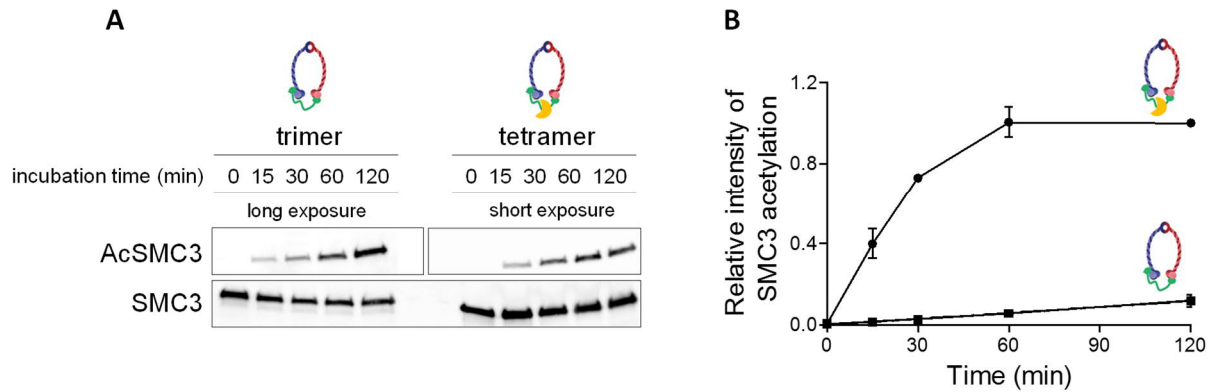 A
trimer
tetramer
incubation time (min) 0 15 30 60 120 0 15 30 60 120
long exposure
short exposure
AcSMC3
SMC3
B
Relative intensity of
SMC3 acetylation
1.2
0.8
0.4
0.0
0 30 60 90 120
Time (min)